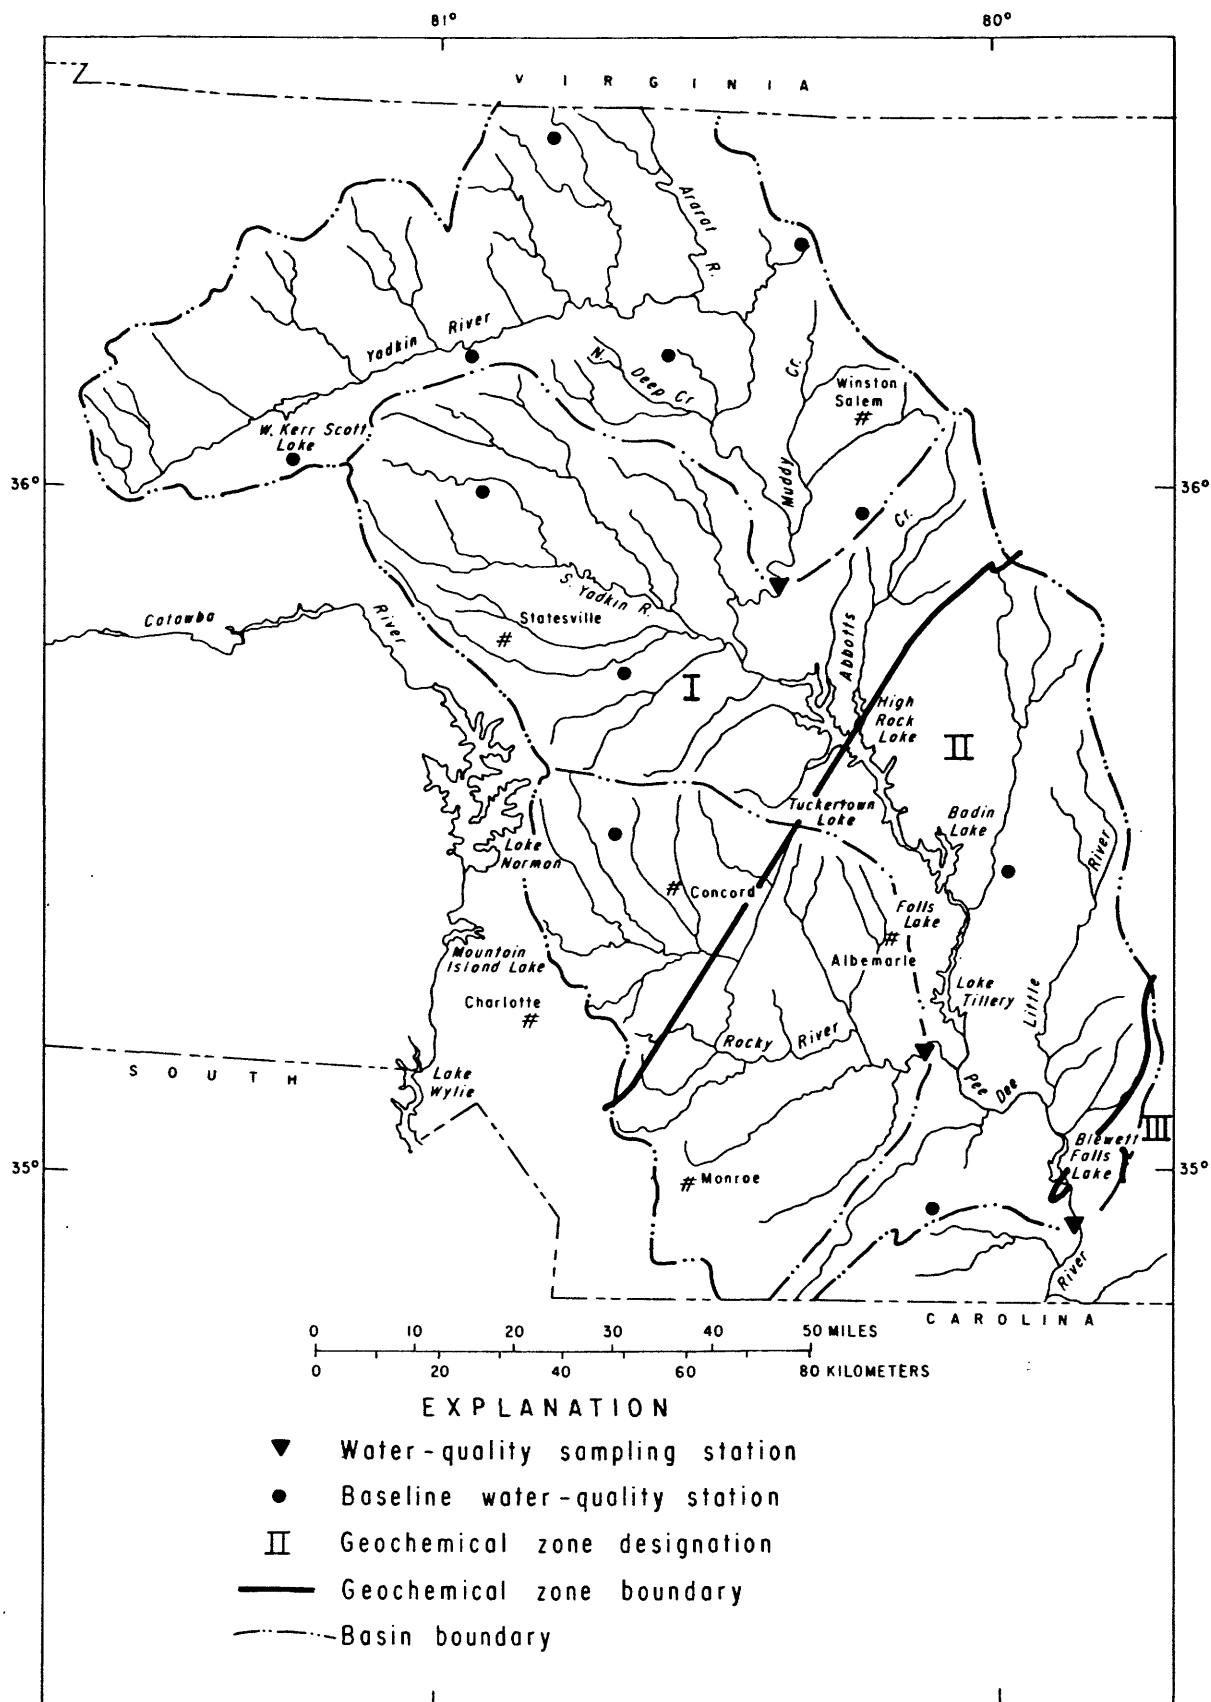 81° 80°
VIRGINIA
Ararat
R.
Yadkin River
N.
Deep Cr
Cr.
Winston
Salem
#
W. Kerr Scott
Lake
36° 36°
Muddy
Cr.
S. Yadkin R.
Catawba
River
Statesville
#
Abbotts
I
High
Rock
Lake
II
Tuckertown
Lake
Badin
Lake
River
Lake
Norman
# Concord
Falls
Lake
#
Albemarle
Mountain
Island Lake
Lake
Tillery
Little
Charlotte
#
Rocky River
SOUTH
Lake
Wylie
Pee Dee
III
Blewett
Falls
Lake
35° 35°
# Monroe
River
CAROLINA
0 10 20 30 40 50 MILES
0 20 40 60 80 KILOMETERS
EXPLANATION
Water-quality sampling station
Baseline water-quality station
II Geochemical zone designation
Geochemical zone boundary
Basin boundary